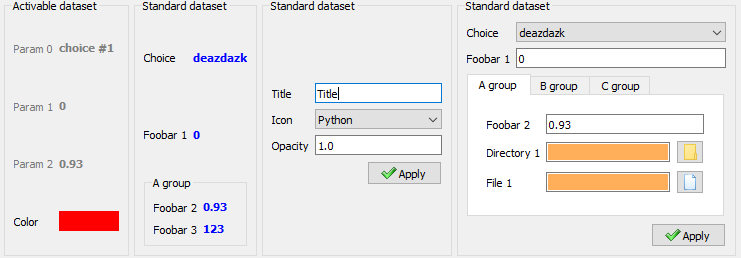 Activable dataset
Param 0 choice #1
Param 1 0
Param 2 0.93
Color
Standard dataset
Choice deazdazk
Foobar 1 0
A group
Foobar 2 0.93
Foobar 3 123
Standard dataset
Title Title
Icon Python
Opacity 1.0
Apply
Standard dataset
Choice deazdazk
Foobar 1 0
A group B group C group
Foobar 2 0.93
Directory 1
File 1
Apply